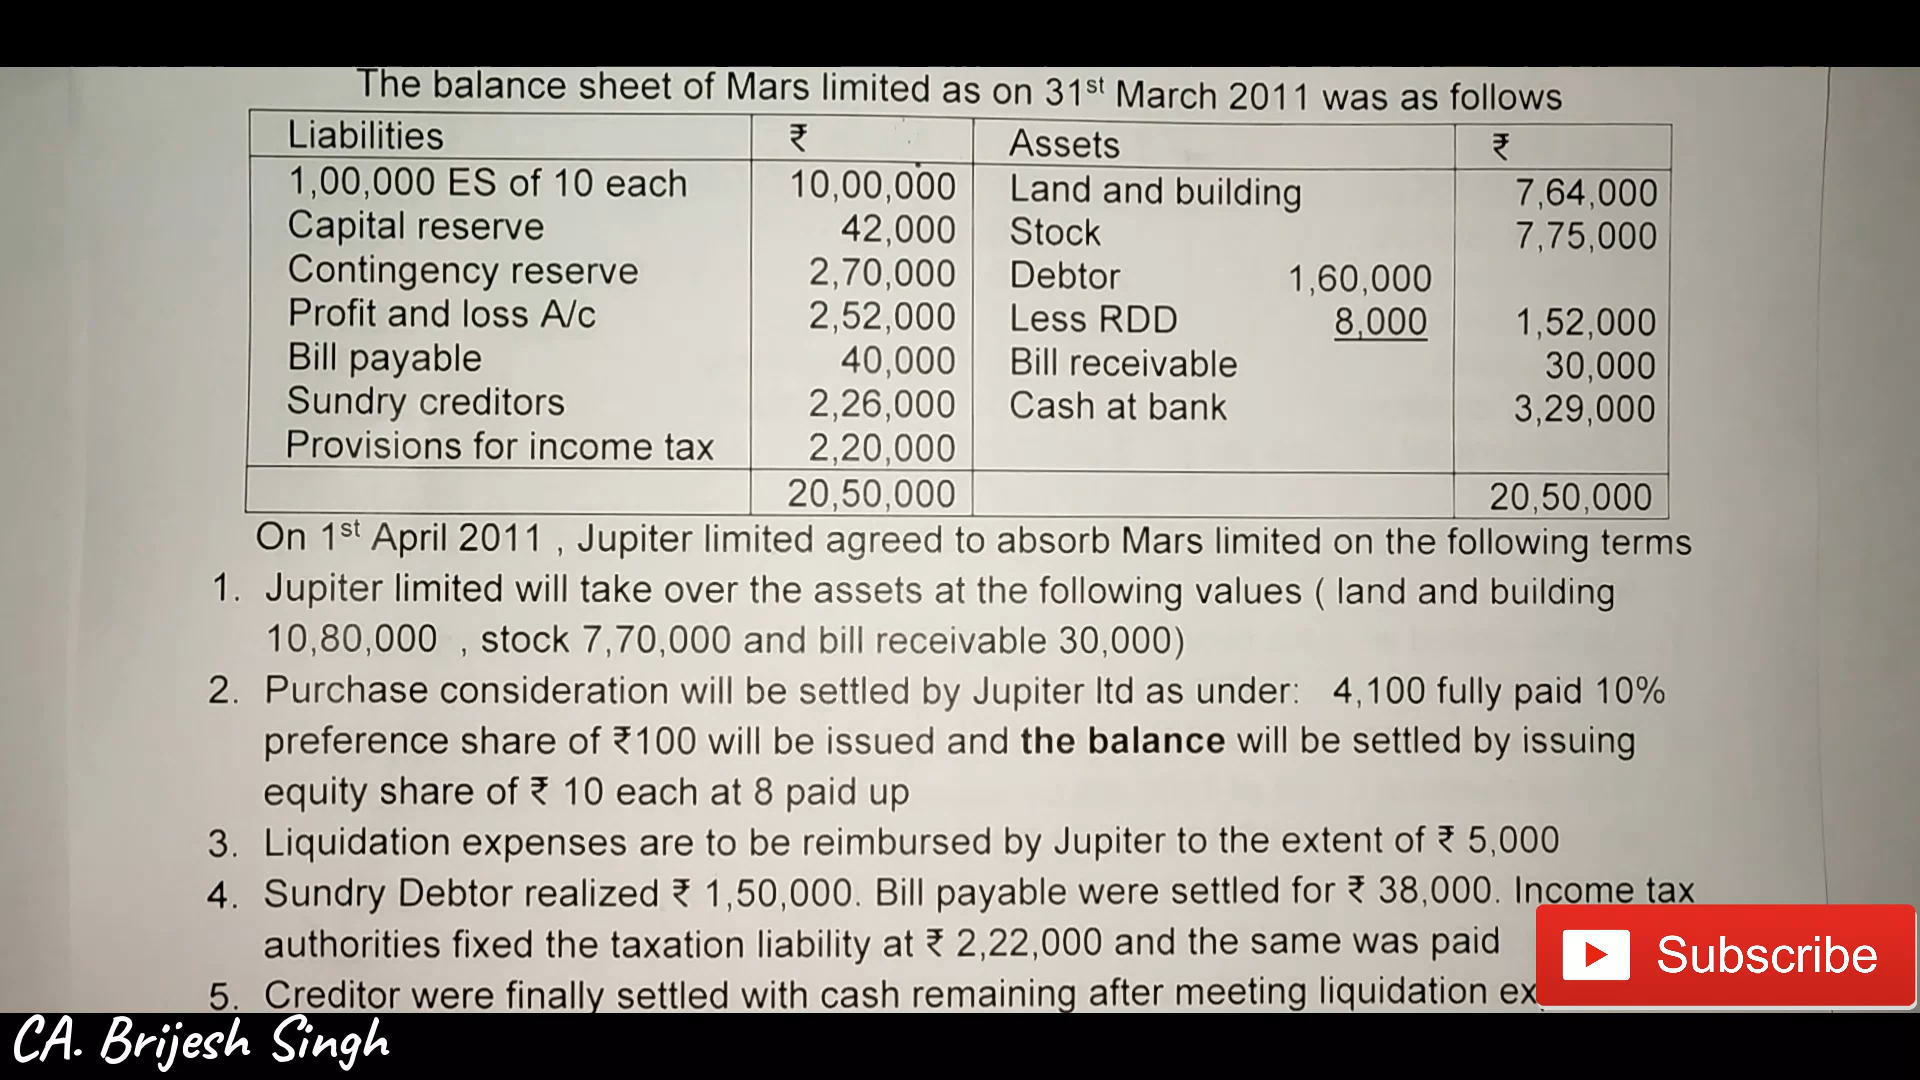 The balance sheet of Mars limited as on 31st March 2011 was as follows
Liabilities ₹ Assets ₹
1,00,000 ES of 10 each 10,00,000 Land and building 7,64,000
Capital reserve 42,000 Stock 7,75,000
Contingency reserve 2,70,000 Debtor 1,60,000
Profit and loss A/c 2,52,000 Less RDD 8,000 1,52,000
Bill payable 40,000 Bill receivable 30,000
Sundry creditors 2,26,000 Cash at bank 3,29,000
Provisions for income tax 2,20,000
20,50,000 20,50,000
On 1st April 2011 , Jupiter limited agreed to absorb Mars limited on the following terms
1. Jupiter limited will take over the assets at the following values ( land and building
10,80,000 , stock 7,70,000 and bill receivable 30,000)
2. Purchase consideration will be settled by Jupiter ltd as under: 4,100 fully paid 10%
preference share of ₹100 will be issued and the balance will be settled by issuing
equity share of ₹ 10 each at 8 paid up
3. Liquidation expenses are to be reimbursed by Jupiter to the extent of ₹ 5,000
4. Sundry Debtor realized ₹ 1,50,000. Bill payable were settled for ₹ 38,000. Income tax
authorities fixed the taxation liability at ₹ 2,22,000 and the same was paid
5. Creditor were finally settled with cash remaining after meeting liquidation ex
Subscribe
CA. Brijesh Singh